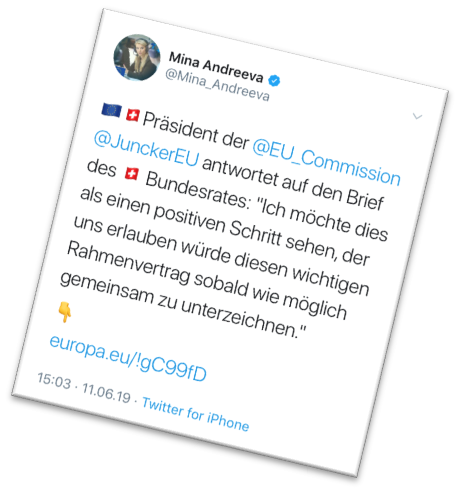 Mina Andreeva
@Mina_Andreeva
🇪🇺 🇨🇭 Präsident der @EU_Commission
@JunckerEU antwortet auf den Brief
des 🇨🇭 Bundesrates: "Ich möchte dies
als einen positiven Schritt sehen, der
uns erlauben würde diesen wichtigen
Rahmenvertrag sobald wie möglich
gemeinsam zu unterzeichnen."
👇
europa.eu/!gC99fD
15:03 · 11.06.19 · Twitter for iPhone